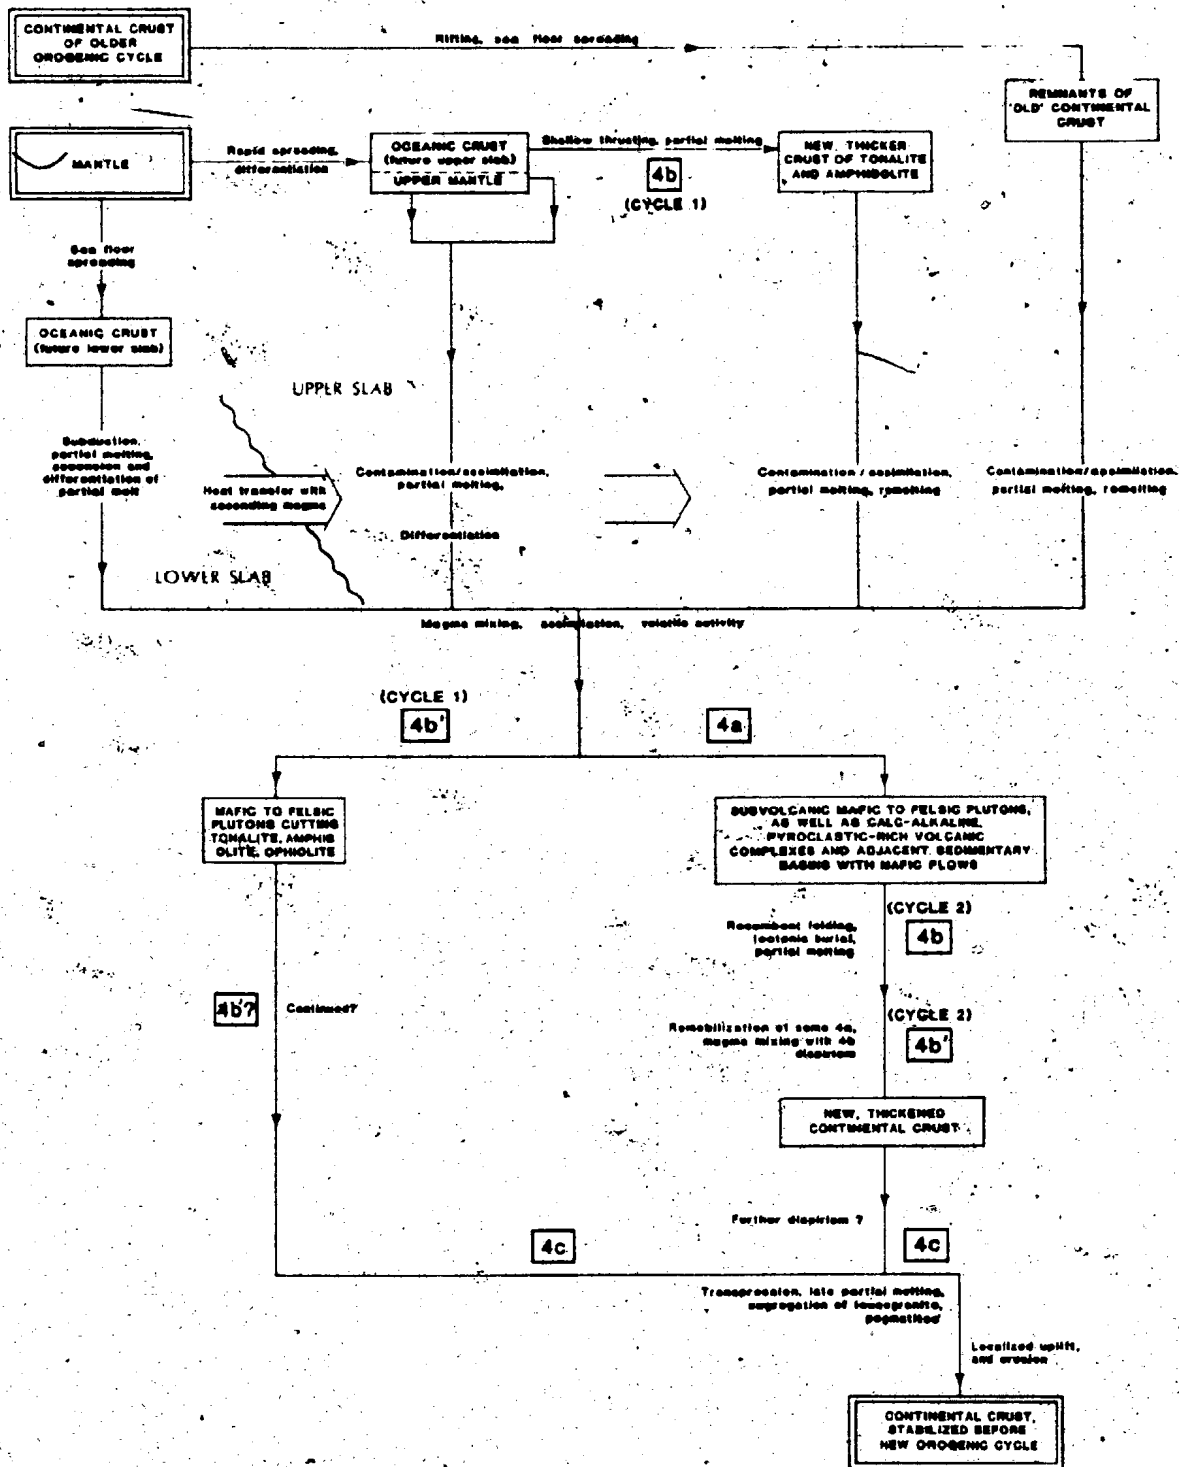 CONTINENTAL CRUST
OF OLDER
OROGENIC CYCLE
Rifting, sea floor spreading
REMNANTS OF
'OLD' CONTINENTAL
CRUST
MANTLE
Rapid spreading,
differentiation
OCEANIC CRUST
(future upper slab)
UPPER MANTLE
Shallow thrusting, partial melting
4b
(CYCLE 1)
NEW, THICKER
CRUST OF TONALITE
AND AMPHIBOLITE
Sea floor
spreading
OCEANIC CRUST
(future lower slab)
UPPER SLAB
Subduction,
partial melting,
ascension and
differentiation of
partial melt
Heat transfer with
ascending magma
Contamination/assimilation,
partial melting,
Differentiation
Contamination / assimilation,
partial melting, remelting
Contamination/assimilation,
partial melting, remelting
LOWER SLAB
Magma mixing, assimilation, volatile activity
(CYCLE 1)
4b'
4a
MAFIC TO FELSIC
PLUTONS CUTTING
TONALITE, AMPHIB
OLITE, OPHIOLITE
SUBVOLCANIC MAFIC TO FELSIC PLUTONS,
AS WELL AS CALC-ALKALINE,
PYROCLASTIC-RICH VOLCANIC
COMPLEXES AND ADJACENT SEDIMENTARY
BASINS WITH MAFIC FLOWS
Recumbent folding,
tectonic burial,
partial melting
(CYCLE 2)
4b
4b'?
Continued?
Remobilization of some 4a,
magma mixing with 4b
diapirism
(CYCLE 2)
4b'
NEW, THICKENED
CONTINENTAL CRUST
Further diapirism ?
4c
4c
Transpression, late partial melting,
segregation of leucogranite,
pegmatites
Localized uplift,
and erosion
CONTINENTAL CRUST,
STABILIZED BEFORE
NEW OROGENIC CYCLE